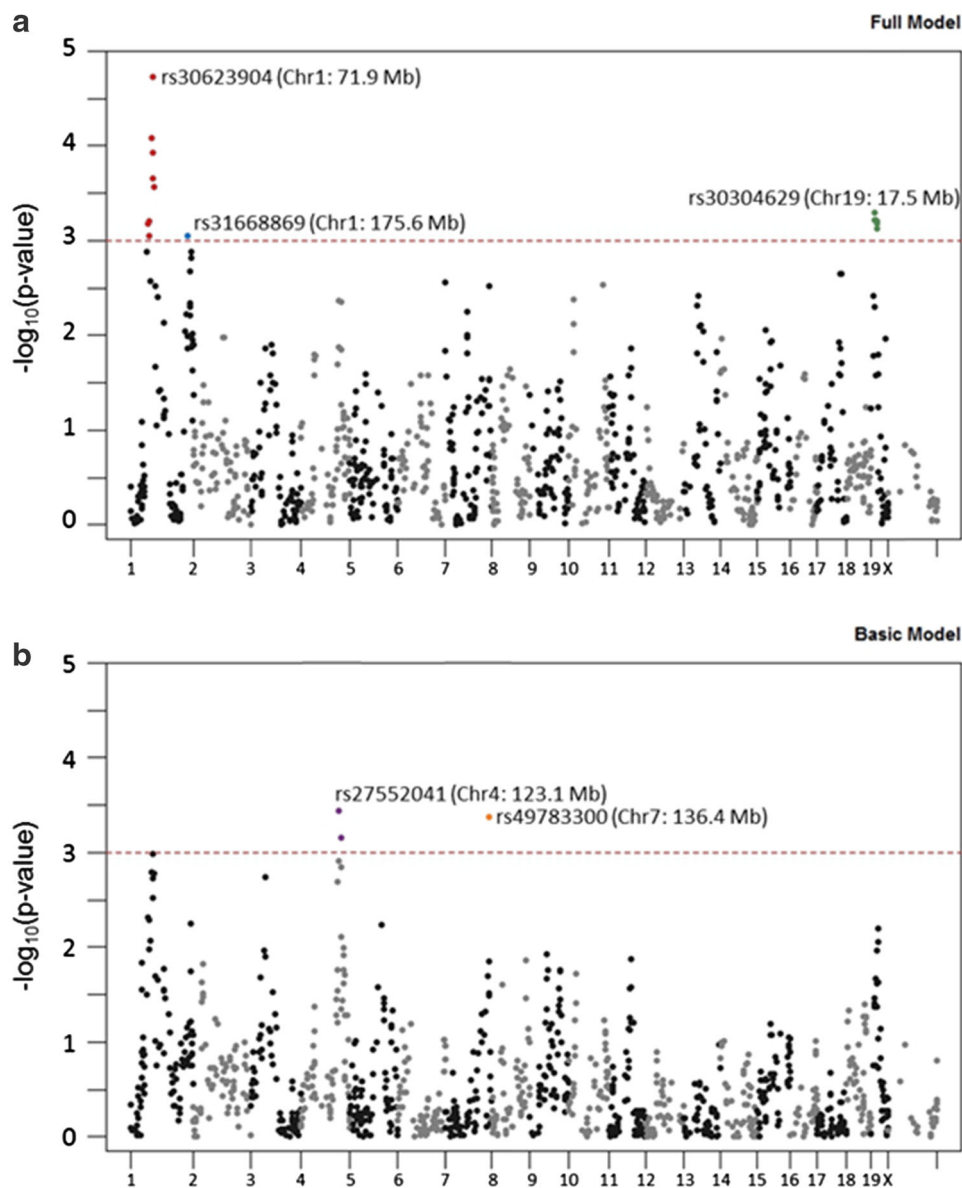 a
Full Model
5
rs30623904 (Chr1: 71.9 Mb)
4
rs30304629 (Chr19: 17.5 Mb)
rs31668869 (Chr1: 175.6 Mb)
3
-log10(p-value)
2
1
0
1 2 3 4 5 6 7 8 9 10 11 12 13 14 15 16 17 18 19 X
b
Basic Model
5
4
rs27552041 (Chr4: 123.1 Mb)
rs49783300 (Chr7: 136.4 Mb)
3
-log10(p-value)
2
1
0
1 2 3 4 5 6 7 8 9 10 11 12 13 14 15 16 17 18 19 X